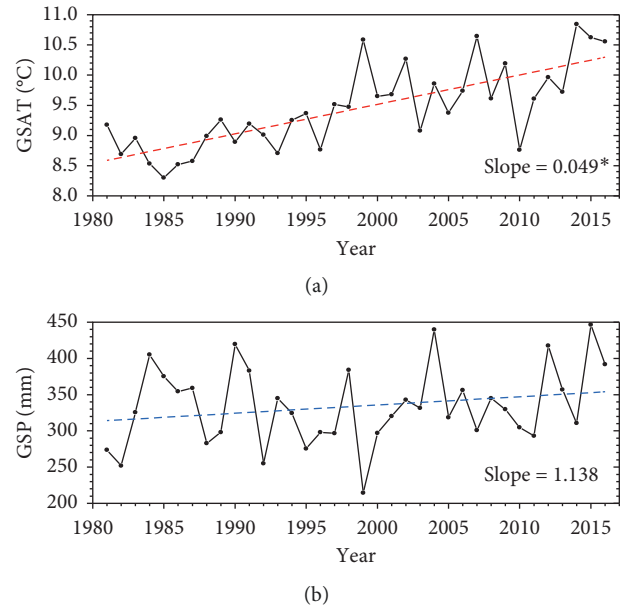 11.0
10.5
10.0
9.5
9.0
8.5
8.0
GSAT (°C)
Slope = 0.049*
1980 1985 1990 1995 2000 2005 2010 2015
Year
(a)
450
400
350
300
250
200
GSP (mm)
Slope = 1.138
1980 1985 1990 1995 2000 2005 2010 2015
Year
(b)